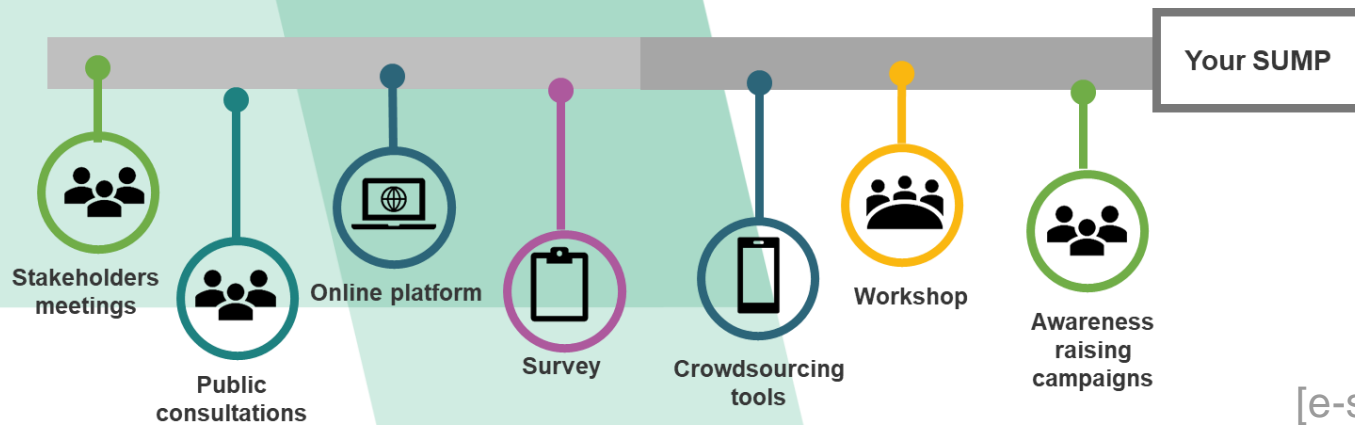 Your SUMP
Stakeholders
meetings
Public
consultations
Online platform
Survey
Crowdsourcing
tools
Workshop
Awareness
raising
campaigns
[e-s